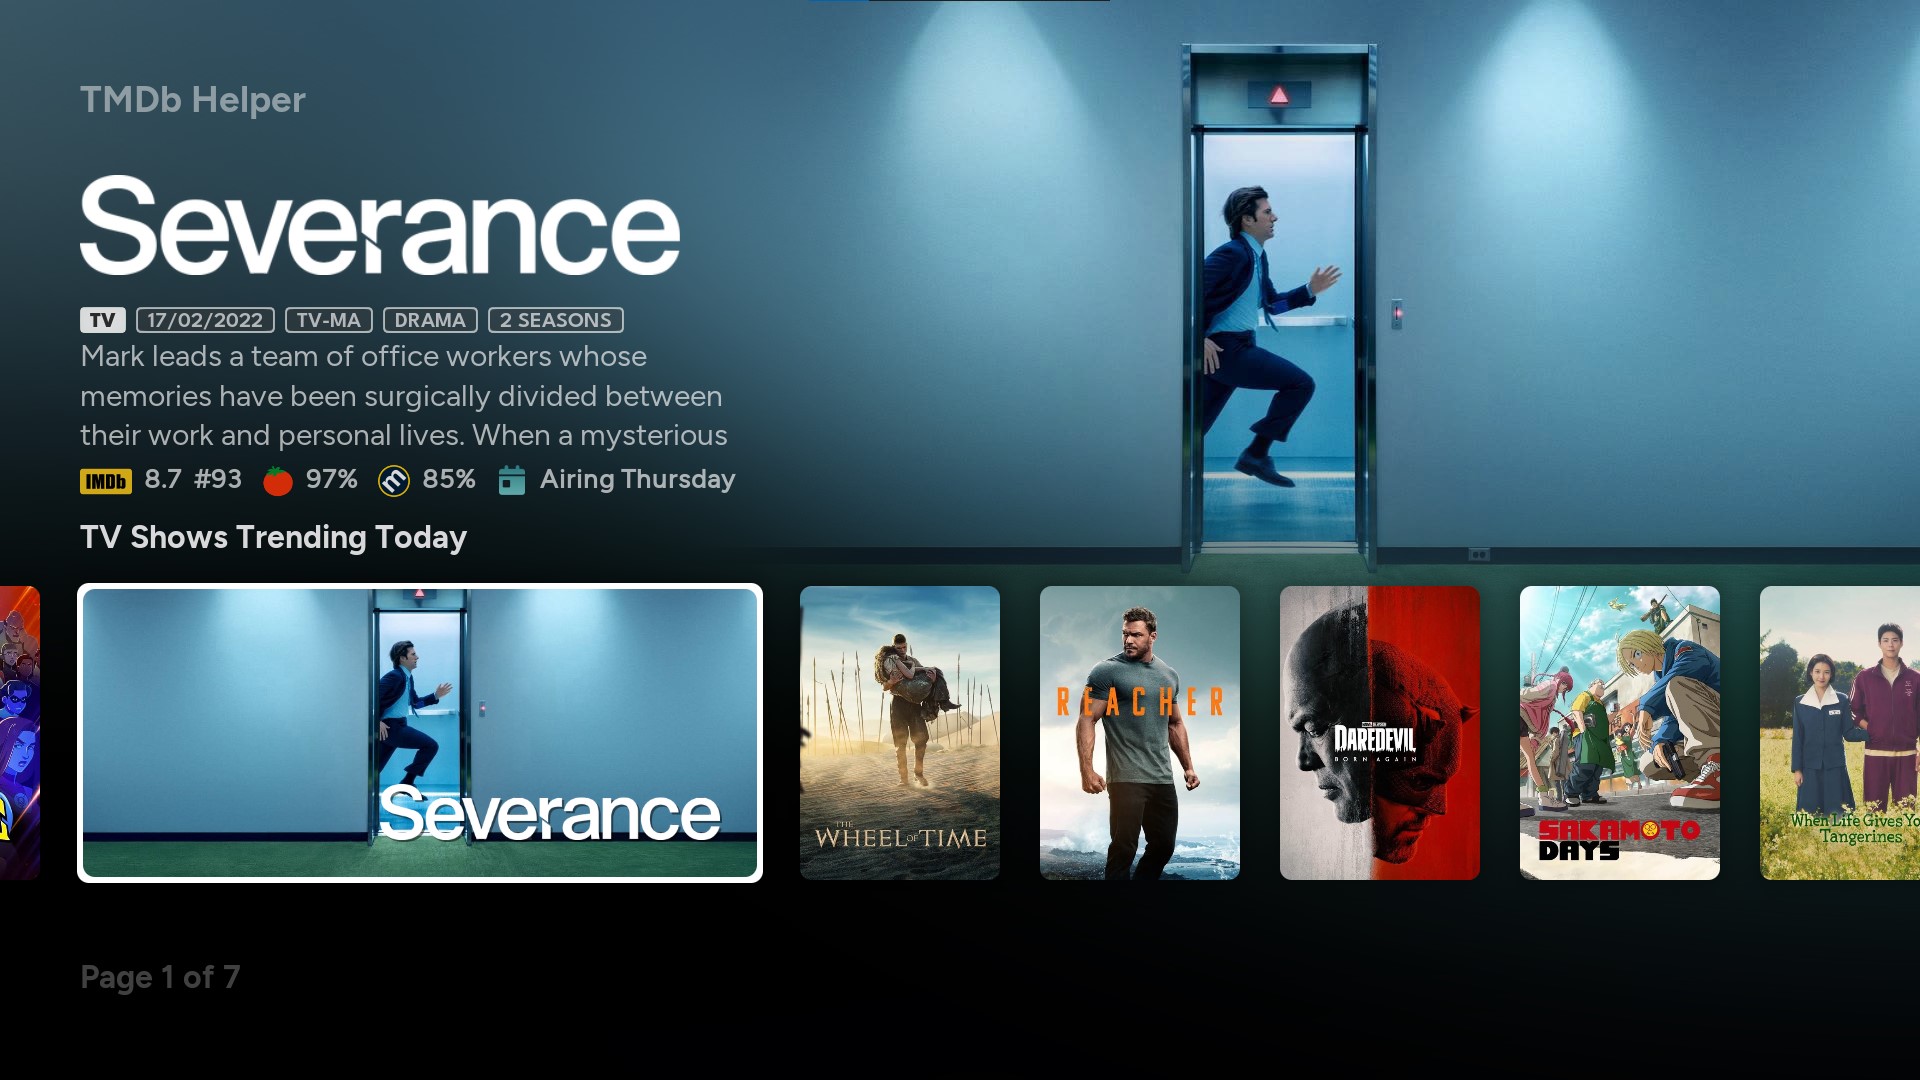 TMDb Helper
Severance
TV 17/02/2022 TV-MA DRAMA 2 SEASONS
Mark leads a team of office workers whose
memories have been surgically divided between
their work and personal lives. When a mysterious
IMDb 8.7 #93 97% m 85% Airing Thursday
TV Shows Trending Today
Severance
THE
WHEEL OF TIME
REACHER
DAREDEVIL
BORN AGAIN
SAKAMOTO
DAYS
When Life Gives Yo
Tangerines
Page 1 of 7